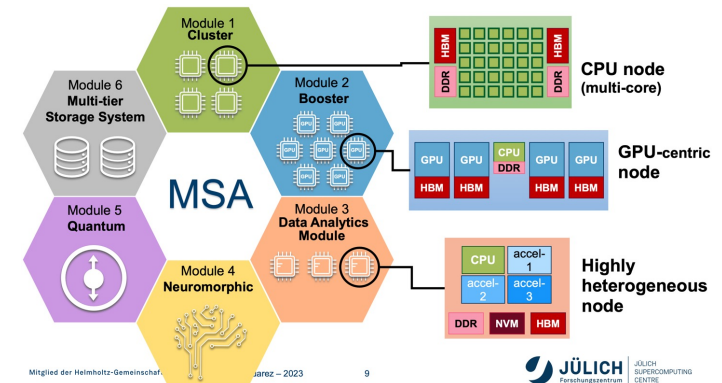 Module 1
Cluster
Module 6
Multi-tier
Storage System
Module 2
Booster
GPU
GPU
GPU
GPU
GPU
GPU
GPU
MSA
Module 5
Quantum
Module 3
Data Analytics
Module
Module 4
Neuromorphic
HBM
DDR
HBM
DDR
CPU node
(multi-core)
GPU
HBM
GPU
HBM
CPU
DDR
GPU
HBM
GPU
HBM
GPU-centric
node
CPU
accel-
1
accel-
2
accel-
3
DDR
NVM
HBM
Highly
heterogeneous
node
Mitglied der Helmholtz-Gemeinschaf
uarez – 2023
9
JÜLICH
Forschungszentrum
JÜLICH
SUPERCOMPUTING
CENTRE